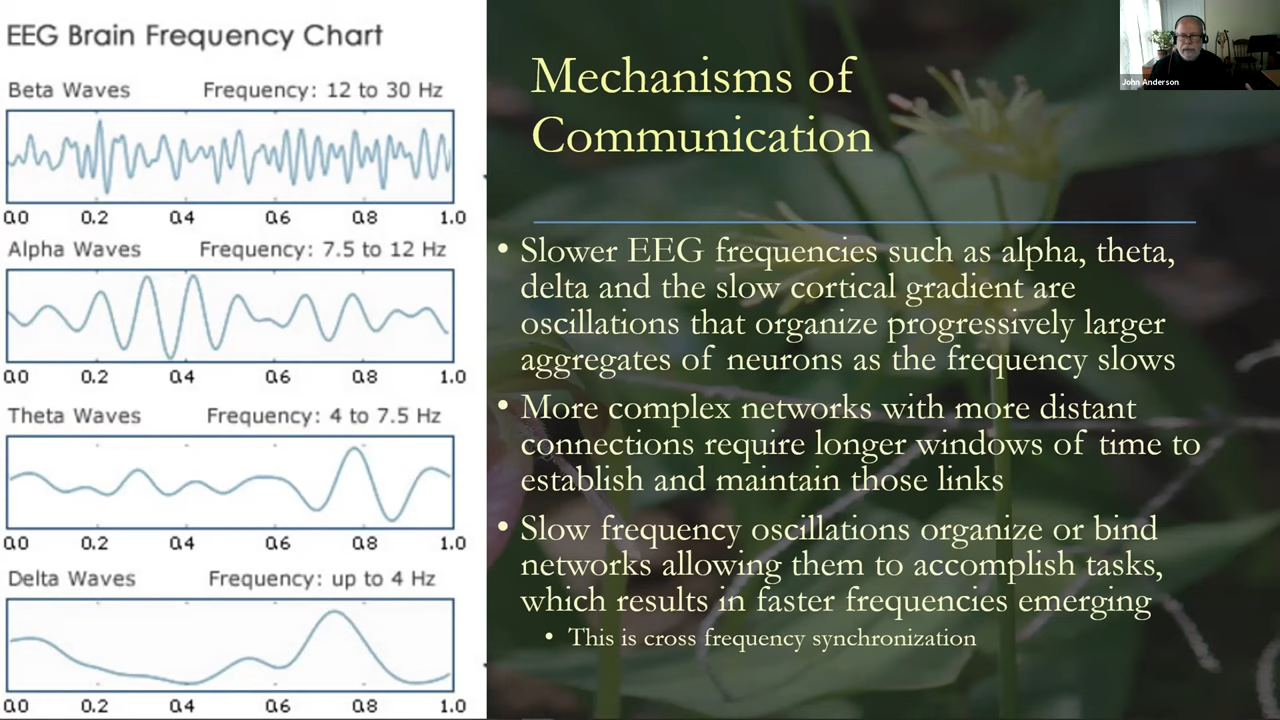 EEG Brain Frequency Chart
Beta Waves Frequency: 12 to 30 Hz
0.0 0.2 0.4 0.6 0.8 1.0
Alpha Waves Frequency: 7.5 to 12 Hz
0.0 0.2 0.4 0.6 0.8 1.0
Theta Waves Frequency: 4 to 7.5 Hz
0.0 0.2 0.4 0.6 0.8 1.0
Delta Waves Frequency: up to 4 Hz
0.0 0.2 0.4 0.6 0.8 1.0
Mechanisms of
Communication
• Slower EEG frequencies such as alpha, theta,
delta and the slow cortical gradient are
oscillations that organize progressively larger
aggregates of neurons as the frequency slows
• More complex networks with more distant
connections require longer windows of time to
establish and maintain those links
• Slow frequency oscillations organize or bind
networks allowing them to accomplish tasks,
which results in faster frequencies emerging
• This is cross frequency synchronization
John Anderson